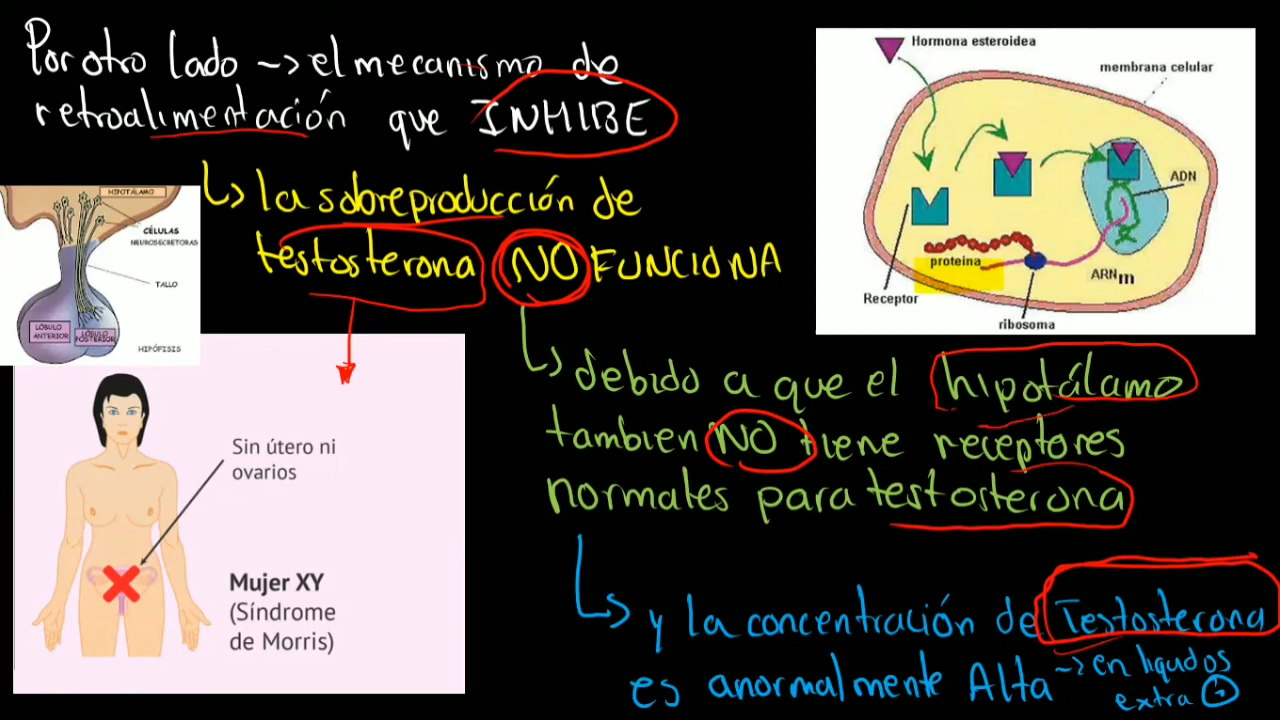 Por otro lado -> el mecanismo de
retroalimentación que INHIBE
la sobreproducción de
testosterona NO FUNCIONA
debido a que el hipotálamo
tambien NO tiene receptores
normales para testosterona
y la concentración de Testosterona
es anormalmente Alta -> en liquidos
extra
HIPOTÁLAMO
CÉLULAS
NEUROSECRETORAS
TALLO
LÓBULO
ANTERIOR
LÓBULO
POSTERIOR
HIPÓFISIS
Sin útero ni
ovarios
Mujer XY
(Síndrome
de Morris)
Hormona esteroidea
membrana celular
ADN
proteina
ARNm
Receptor
ribosoma